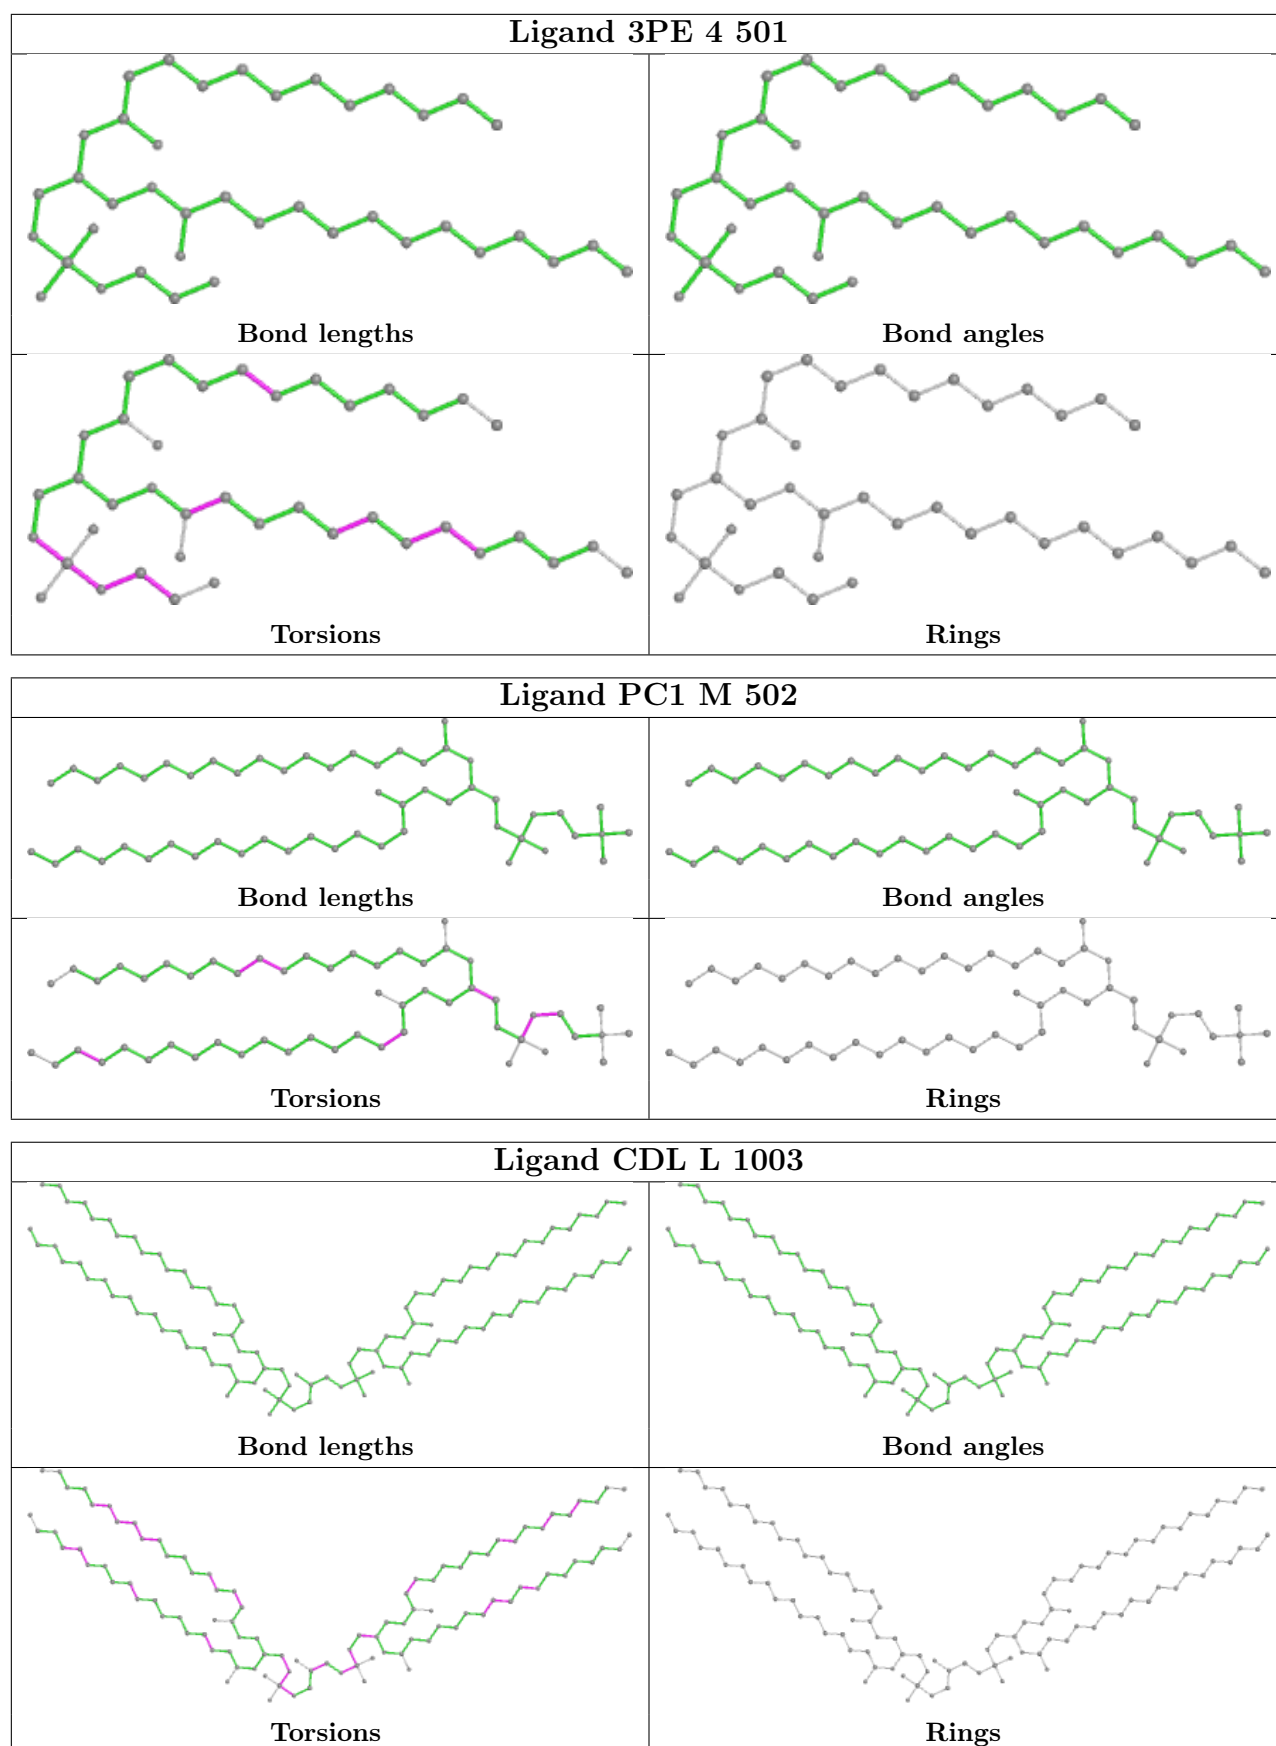 Ligand 3PE 4 501
Bond lengths
Bond angles
Torsions
Rings
Ligand PC1 M 502
Bond lengths
Bond angles
Torsions
Rings
Ligand CDL L 1003
Bond lengths
Bond angles
Torsions
Rings